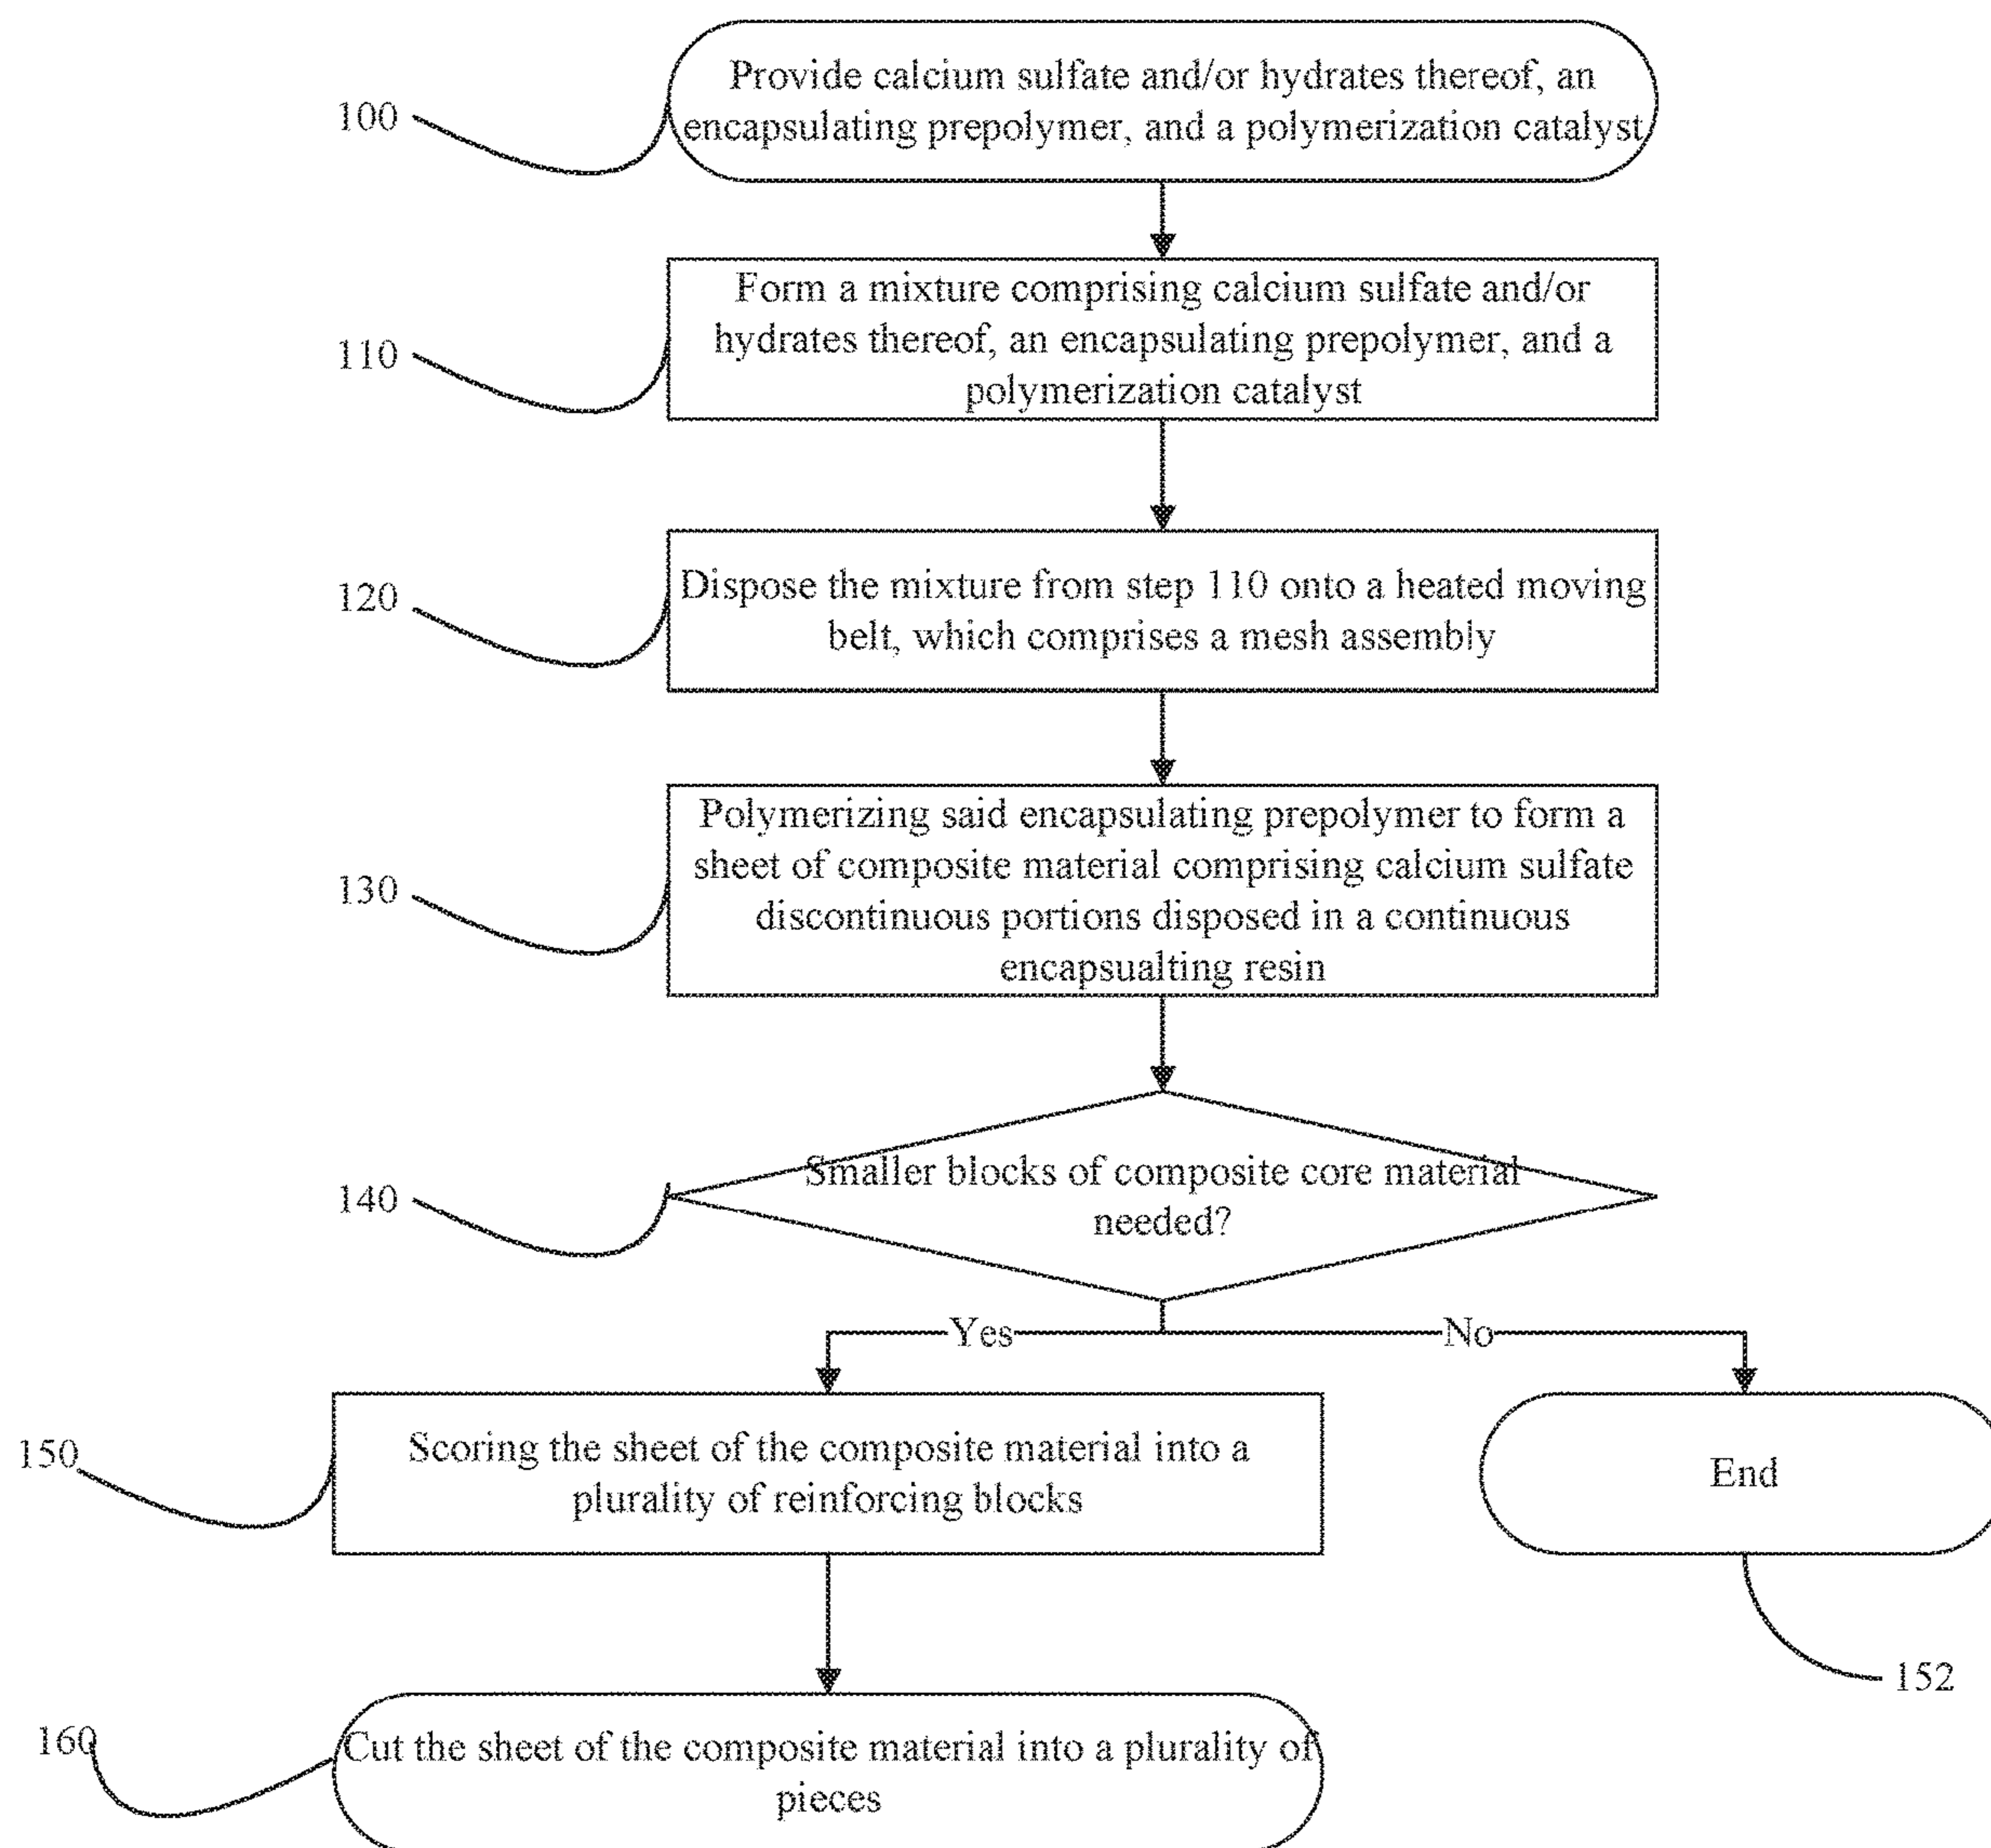 Provide calcium sulfate and/or hydrates thereof, an
encapsulating prepolymer, and a polymerization catalyst
100
Form a mixture comprising calcium sulfate and/or
hydrates thereof, an encapsulating prepolymer, and a
polymerization catalyst
110
Dispose the mixture from step 110 onto a heated moving
belt, which comprises a mesh assembly
120
Polymerizing said encapsulating prepolymer to form a
sheet of composite material comprising calcium sulfate
discontinuous portions disposed in a continuous
encapsualting resin
130
Smaller blocks of composite core material
needed?
140
Yes
No
150
Scoring the sheet of the composite material into a
plurality of reinforcing blocks
End
152
160
Cut the sheet of the composite material into a plurality of
pieces